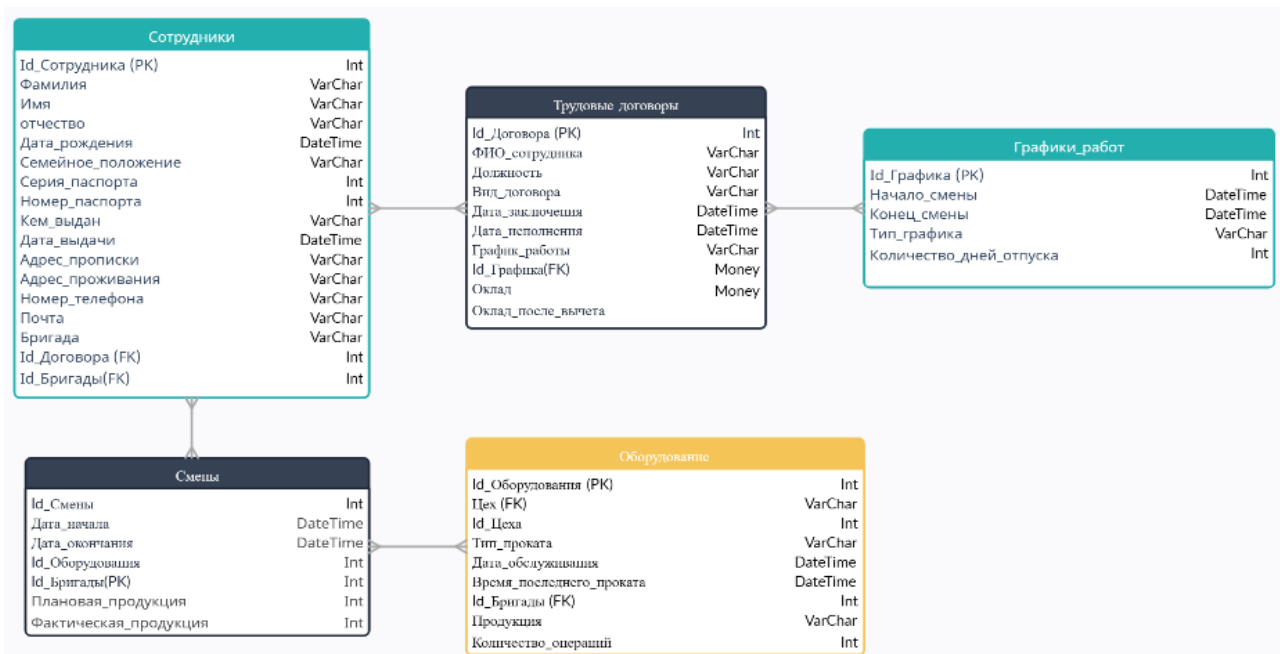 Сотрудники
Id_Сотрудника (PK) Int
Фамилия VarChar
Имя VarChar
отчество VarChar
Дата_рождения DateTime
Семейное_положение VarChar
Серия_паспорта Int
Номер_паспорта Int
Кем_выдан VarChar
Дата_выдачи DateTime
Адрес_прописки VarChar
Адрес_проживания VarChar
Номер_телефона VarChar
Почта VarChar
Бригада VarChar
Id_Договора (FK) Int
Id_Бригады(FK) Int
Трудовые договоры
Id_Договора (PK) Int
ФИО_сотрудника VarChar
Должность VarChar
Вид_договора VarChar
Дата_заключения DateTime
Дата_исполнения DateTime
График_работы VarChar
Id_Графика(FK) Money
Оклад Money
Оклад_после_вычета
Графики_работ
Id_Графика (PK) Int
Начало_смены DateTime
Конец_смены DateTime
Тип_графика VarChar
Количество_дней_отпуска Int
Смены
Id_Смены Int
Дата_начала DateTime
Дата_окончания DateTime
Id_Оборудования Int
Id_Бригады(PK) Int
Плановая_продукция Int
Фактическая_продукция Int
Оборудование
Id_Оборудования (PK) Int
Цех (FK) VarChar
Id_Цеха Int
Тип_проката VarChar
Дата_обслуживания DateTime
Время_последнего_проката DateTime
Id_Бригады (FK) Int
Продукция VarChar
Количество_операций Int